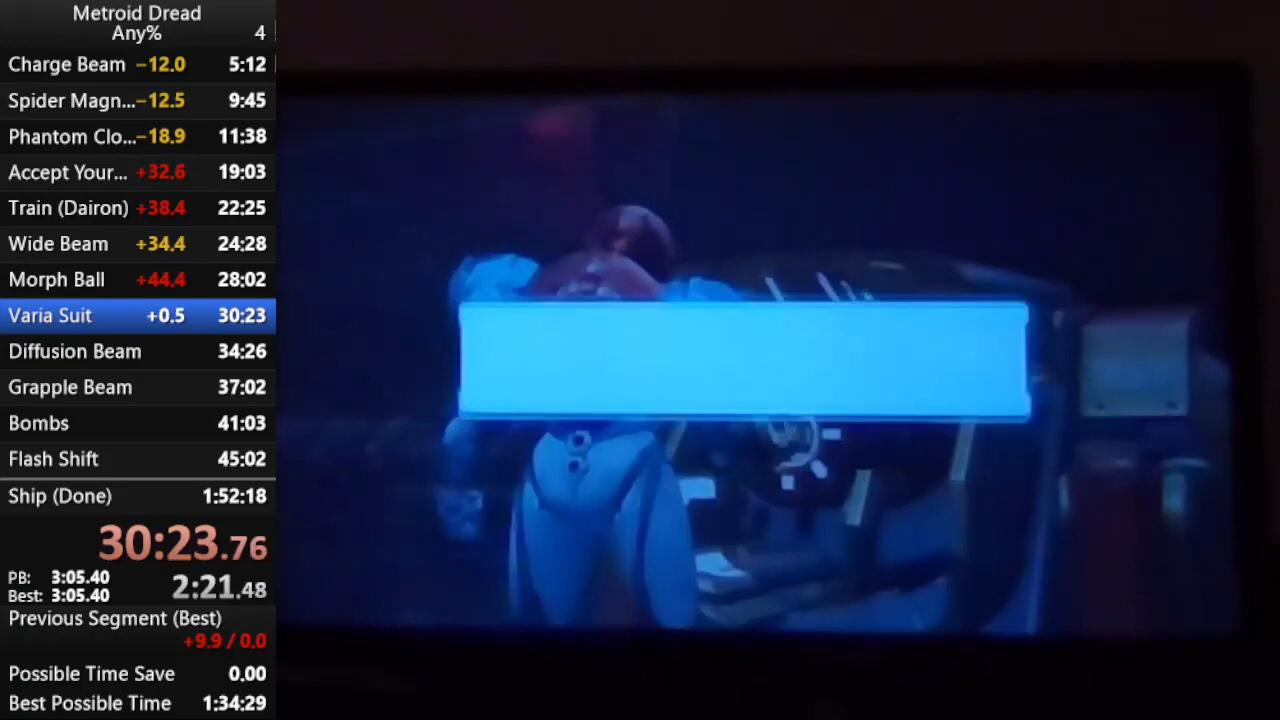 Metroid Dread
Any%
4
Charge Beam −12.0 5:12
Spider Magn... −12.5 9:45
Phantom Clo... −18.9 11:38
Accept Your... +32.6 19:03
Train (Dairon) +38.4 22:25
Wide Beam +34.4 24:28
Morph Ball +44.4 28:02
Varia Suit +0.5 30:23
Diffusion Beam 34:26
Grapple Beam 37:02
Bombs 41:03
Flash Shift 45:02
Ship (Done) 1:52:18
30:23.76
PB: 3:05.40
Best: 3:05.40
2:21.48
Previous Segment (Best)
+9.9 / 0.0
Possible Time Save 0.00
Best Possible Time 1:34:29